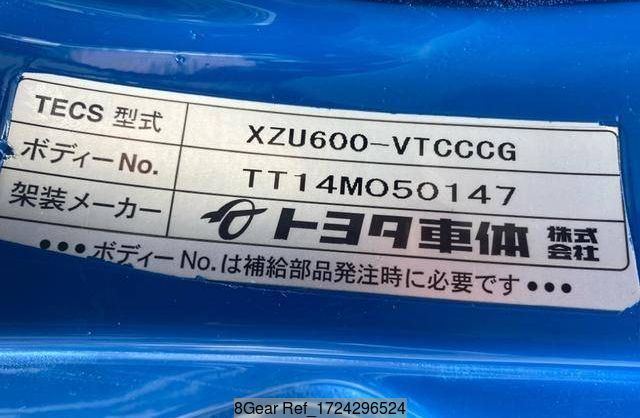 TECS 型式 XZU600-VTCCCG
ボディーNo. TT14M050147
架装メーカー トヨタ車体 株式会社
●●●ボディーNo.は補給部品発注時に必要です●●●
8Gear Ref_1724296524